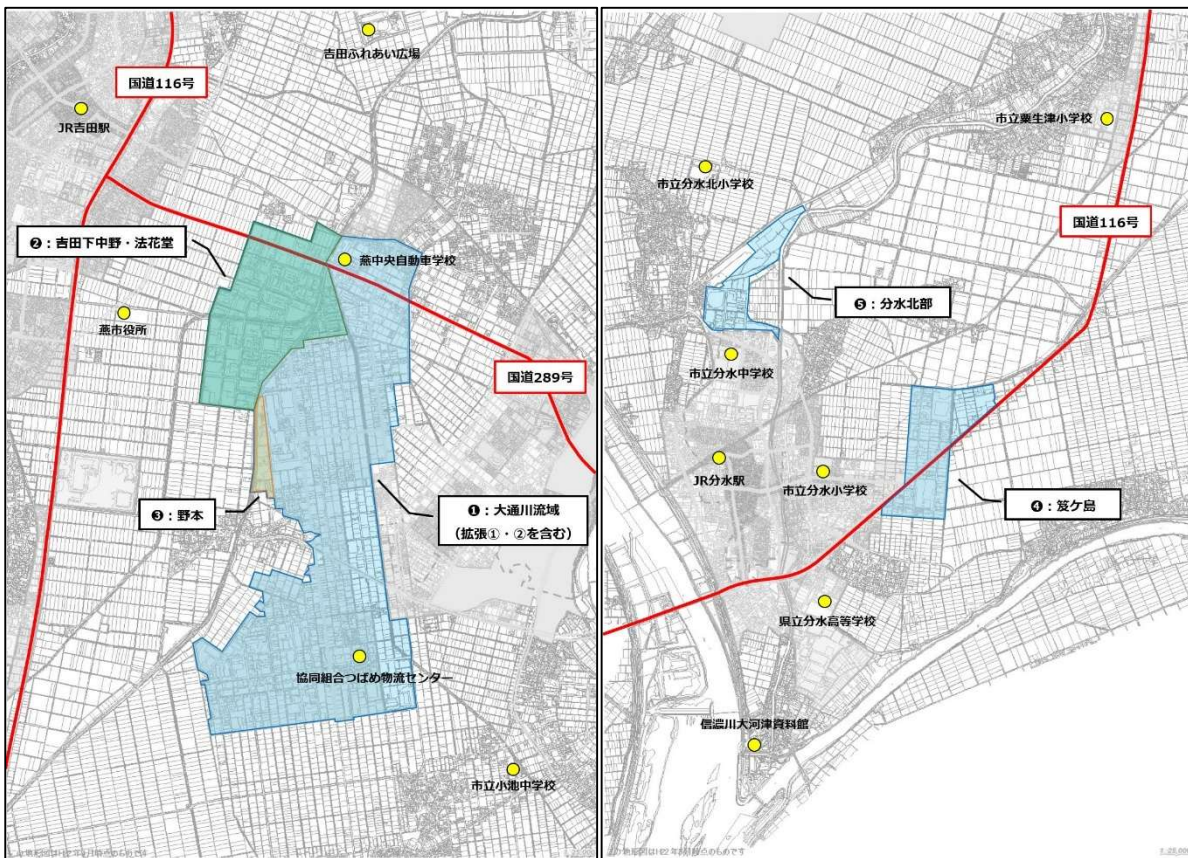 吉田ふれあい広場
国道116号
JR吉田駅
❷：吉田下中野・法花堂
燕中央自動車学校
燕市役所
国道289号
❸：野本
❶：大通川流域
（拡張①・②を含む）
協同組合つばめ物流センター
市立小池中学校
市立粟生津小学校
市立分水北小学校
国道116号
❺：分水北部
市立分水中学校
JR分水駅
市立分水小学校
❹：笈ケ島
県立分水高等学校
信濃川大河津資料館